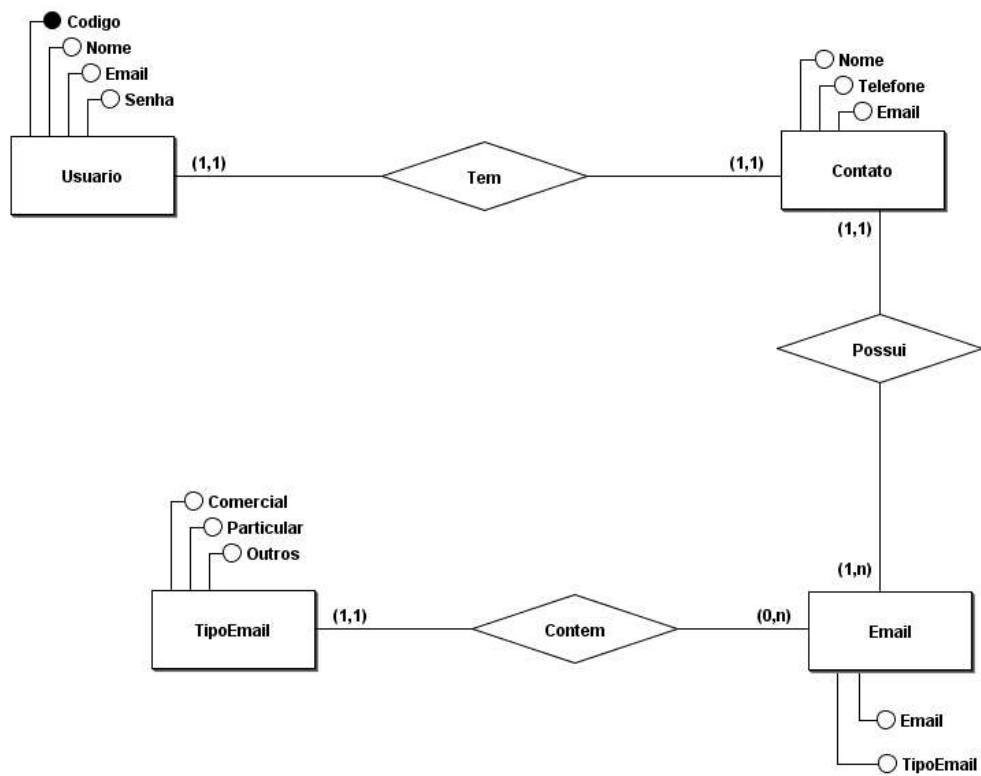 Codigo
Nome
Email
Senha
Usuario
(1,1)
Tem
(1,1)
Nome
Telefone
Email
Contato
(1,1)
Possui
(1,n)
Comercial
Particular
Outros
TipoEmail
(1,1)
Contem
(0,n)
Email
Email
TipoEmail